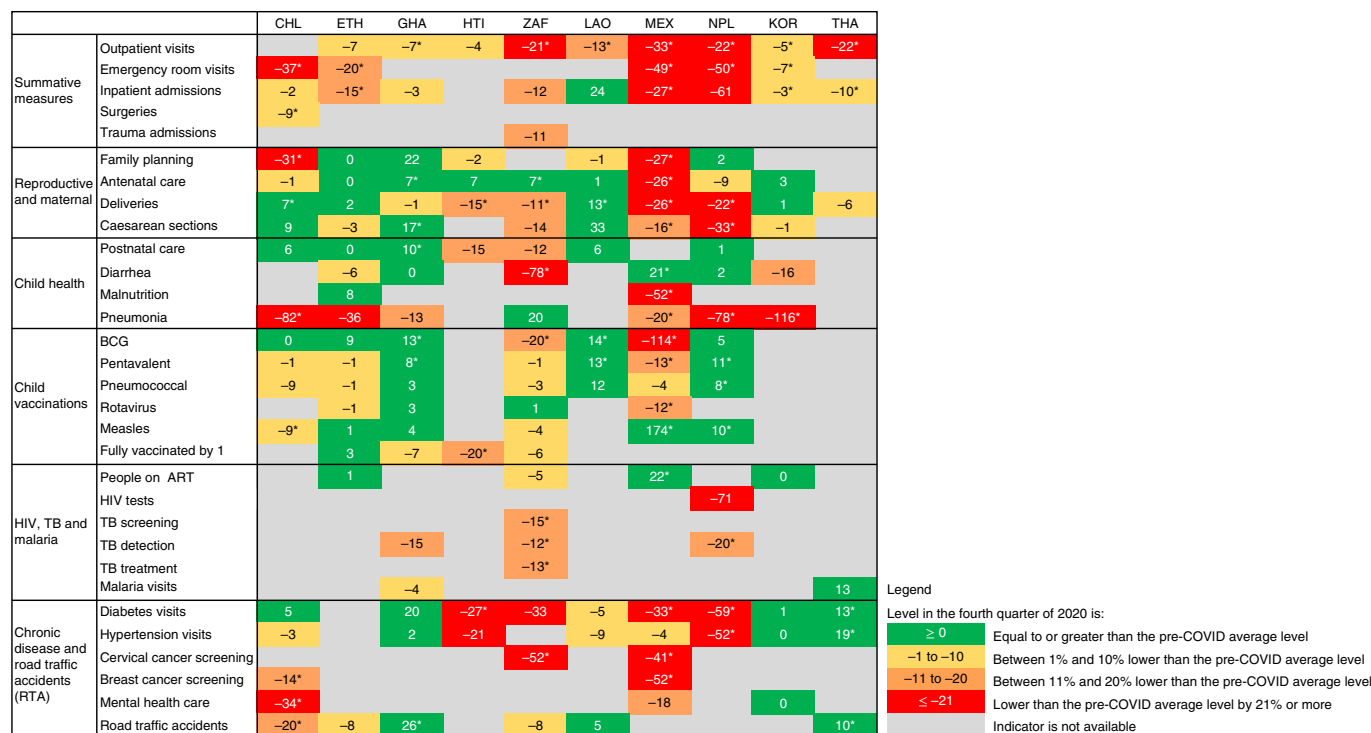 CHL ETH GHA HTI ZAF LAO MEX NPL KOR THA
Summative measures
Outpatient visits –7 –7* –4 –21* –13* –33* –22* –5* –22*
Emergency room visits –37* –20* –49* –50* –7*
Inpatient admissions –2 –15* –3 –12 24 –27* –61 –3* –10*
Surgeries –9*
Trauma admissions –11
Reproductive and maternal
Family planning –31* 0 22 –2 –1 –27* 2
Antenatal care –1 0 7* 7 7* 1 –26* –9 3
Deliveries 7* 2 –1 –15* –11* 13* –26* –22* 1 –6
Caesarean sections 9 –3 17* –14 33 –16* –33* –1
Child health
Postnatal care 6 0 10* –15 –12 6 1
Diarrhea –6 0 –78* 21* 2 –16
Malnutrition 8 –52*
Pneumonia –82* –36 –13 20 –20* –78* –116*
Child vaccinations
BCG 0 9 13* –20* 14* –114* 5
Pentavalent –1 –1 8* –1 13* –13* 11*
Pneumococcal –9 –1 3 –3 12 –4 8*
Rotavirus –1 3 1 –12*
Measles –9* 1 4 –4 174* 10*
Fully vaccinated by 1 3 –7 –20* –6
HIV, TB and malaria
People on ART 1 –5 22* 0
HIV tests –71
TB screening –15*
TB detection –15 –12* –20*
TB treatment –13*
Malaria visits –4 13
Chronic disease and road traffic accidents (RTA)
Diabetes visits 5 20 –27* –33 –5 –33* –59* 1 13*
Hypertension visits –3 2 –21 –9 –4 –52* 0 19*
Cervical cancer screening –52* –41*
Breast cancer screening –14* –52*
Mental health care –34* –18 0
Road traffic accidents –20* –8 26* –8 5 10*
Legend
Level in the fourth quarter of 2020 is:
≥ 0 Equal to or greater than the pre-COVID average level
–1 to –10 Between 1% and 10% lower than the pre-COVID average level
–11 to –20 Between 11% and 20% lower than the pre-COVID average level
≤ –21 Lower than the pre-COVID average level by 21% or more
Indicator is not available